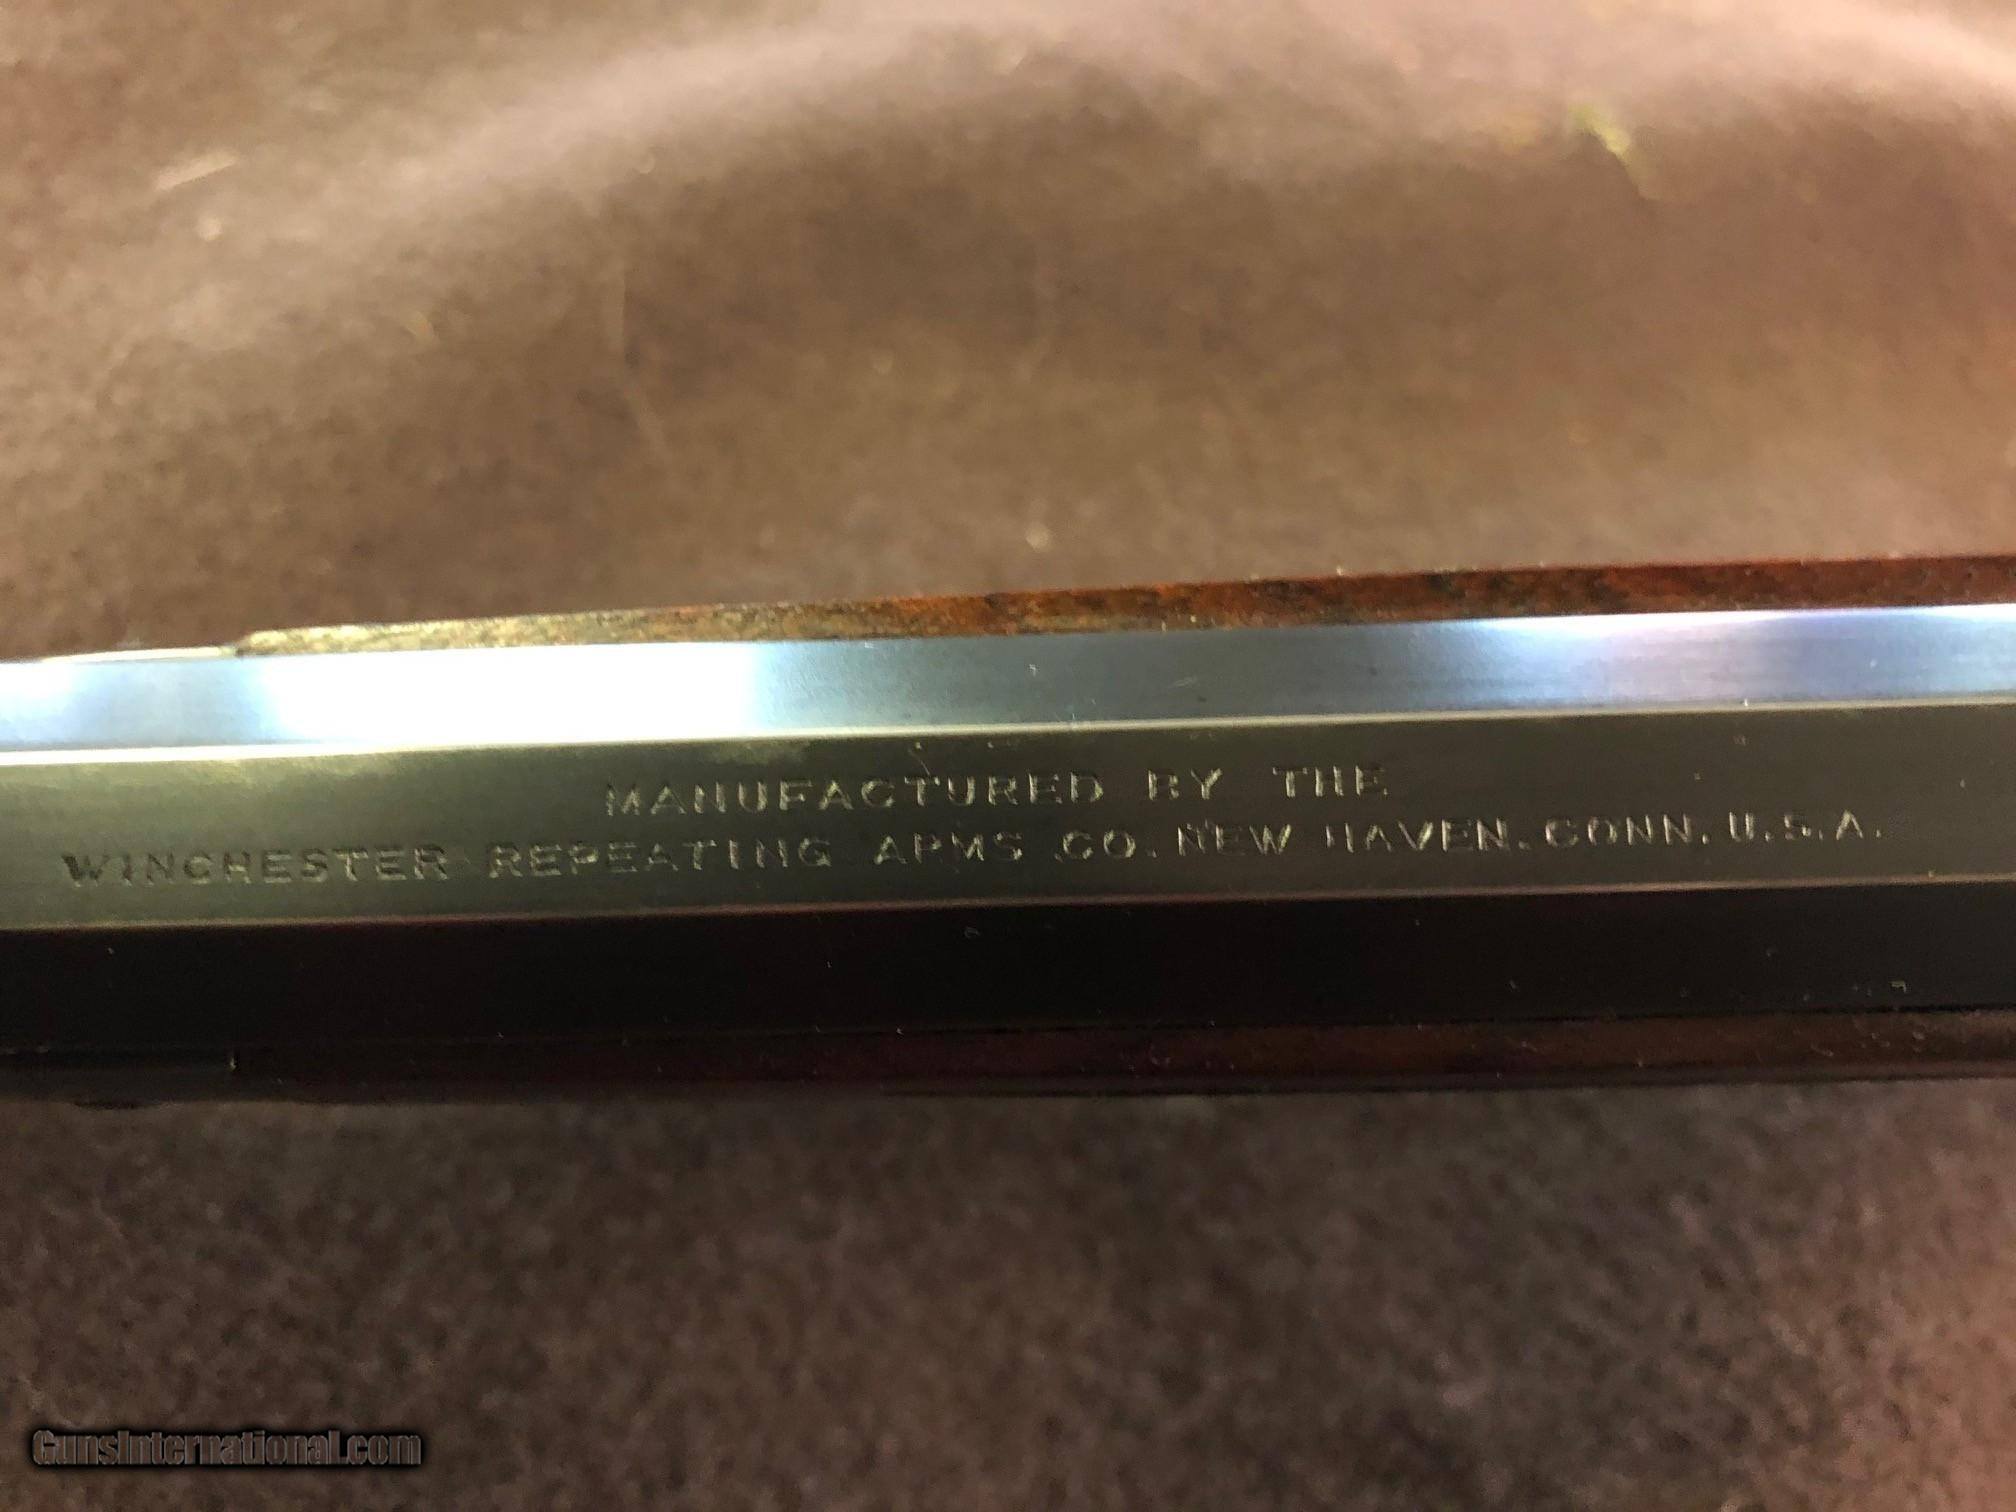 MANUFACTURED BY THE
WINCHESTER REPEATING ARMS CO. NEW HAVEN. CONN. U.S.A.
GunsInternational.com